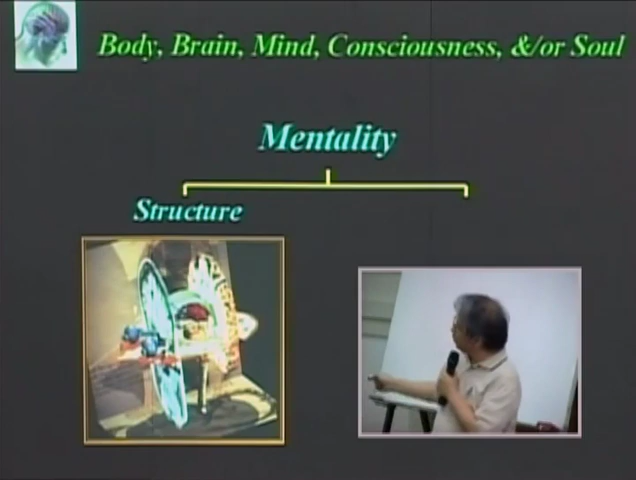 Body, Brain, Mind, Consciousness, &/or Soul
Mentality
Structure